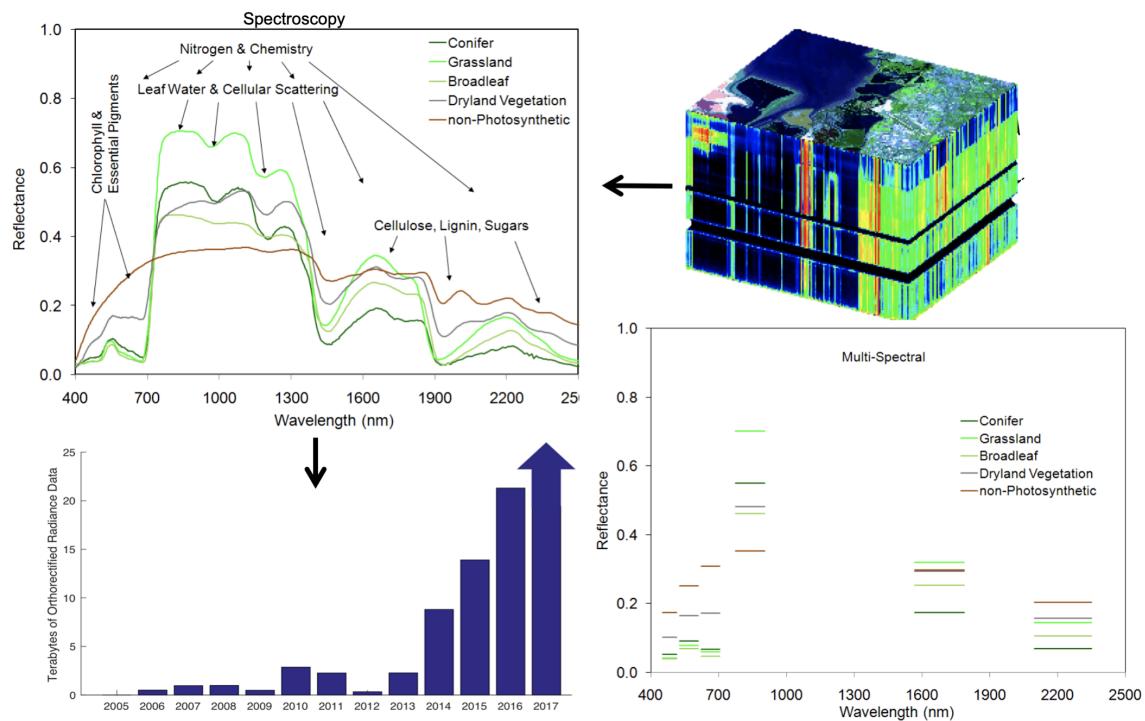 Spectroscopy
1.0
0.8
0.6
0.4
0.2
0.0
Reflectance
Nitrogen & Chemistry
Leaf Water & Cellular Scattering
Chlorophyll &
Essential Pigments
Cellulose, Lignin, Sugars
Conifer
Grassland
Broadleaf
Dryland Vegetation
non-Photosynthetic
400 700 1000 1300 1600 1900 2200 250
Wavelength (nm)
Terabytes of Orthorectified Radiance Data
25
20
15
10
5
0
2005 2006 2007 2008 2009 2010 2011 2012 2013 2014 2015 2016 2017
Multi-Spectral
1.0
0.8
0.6
0.4
0.2
0.0
Reflectance
Conifer
Grassland
Broadleaf
Dryland Vegetation
non-Photosynthetic
400 700 1000 1300 1600 1900 2200 2500
Wavelength (nm)